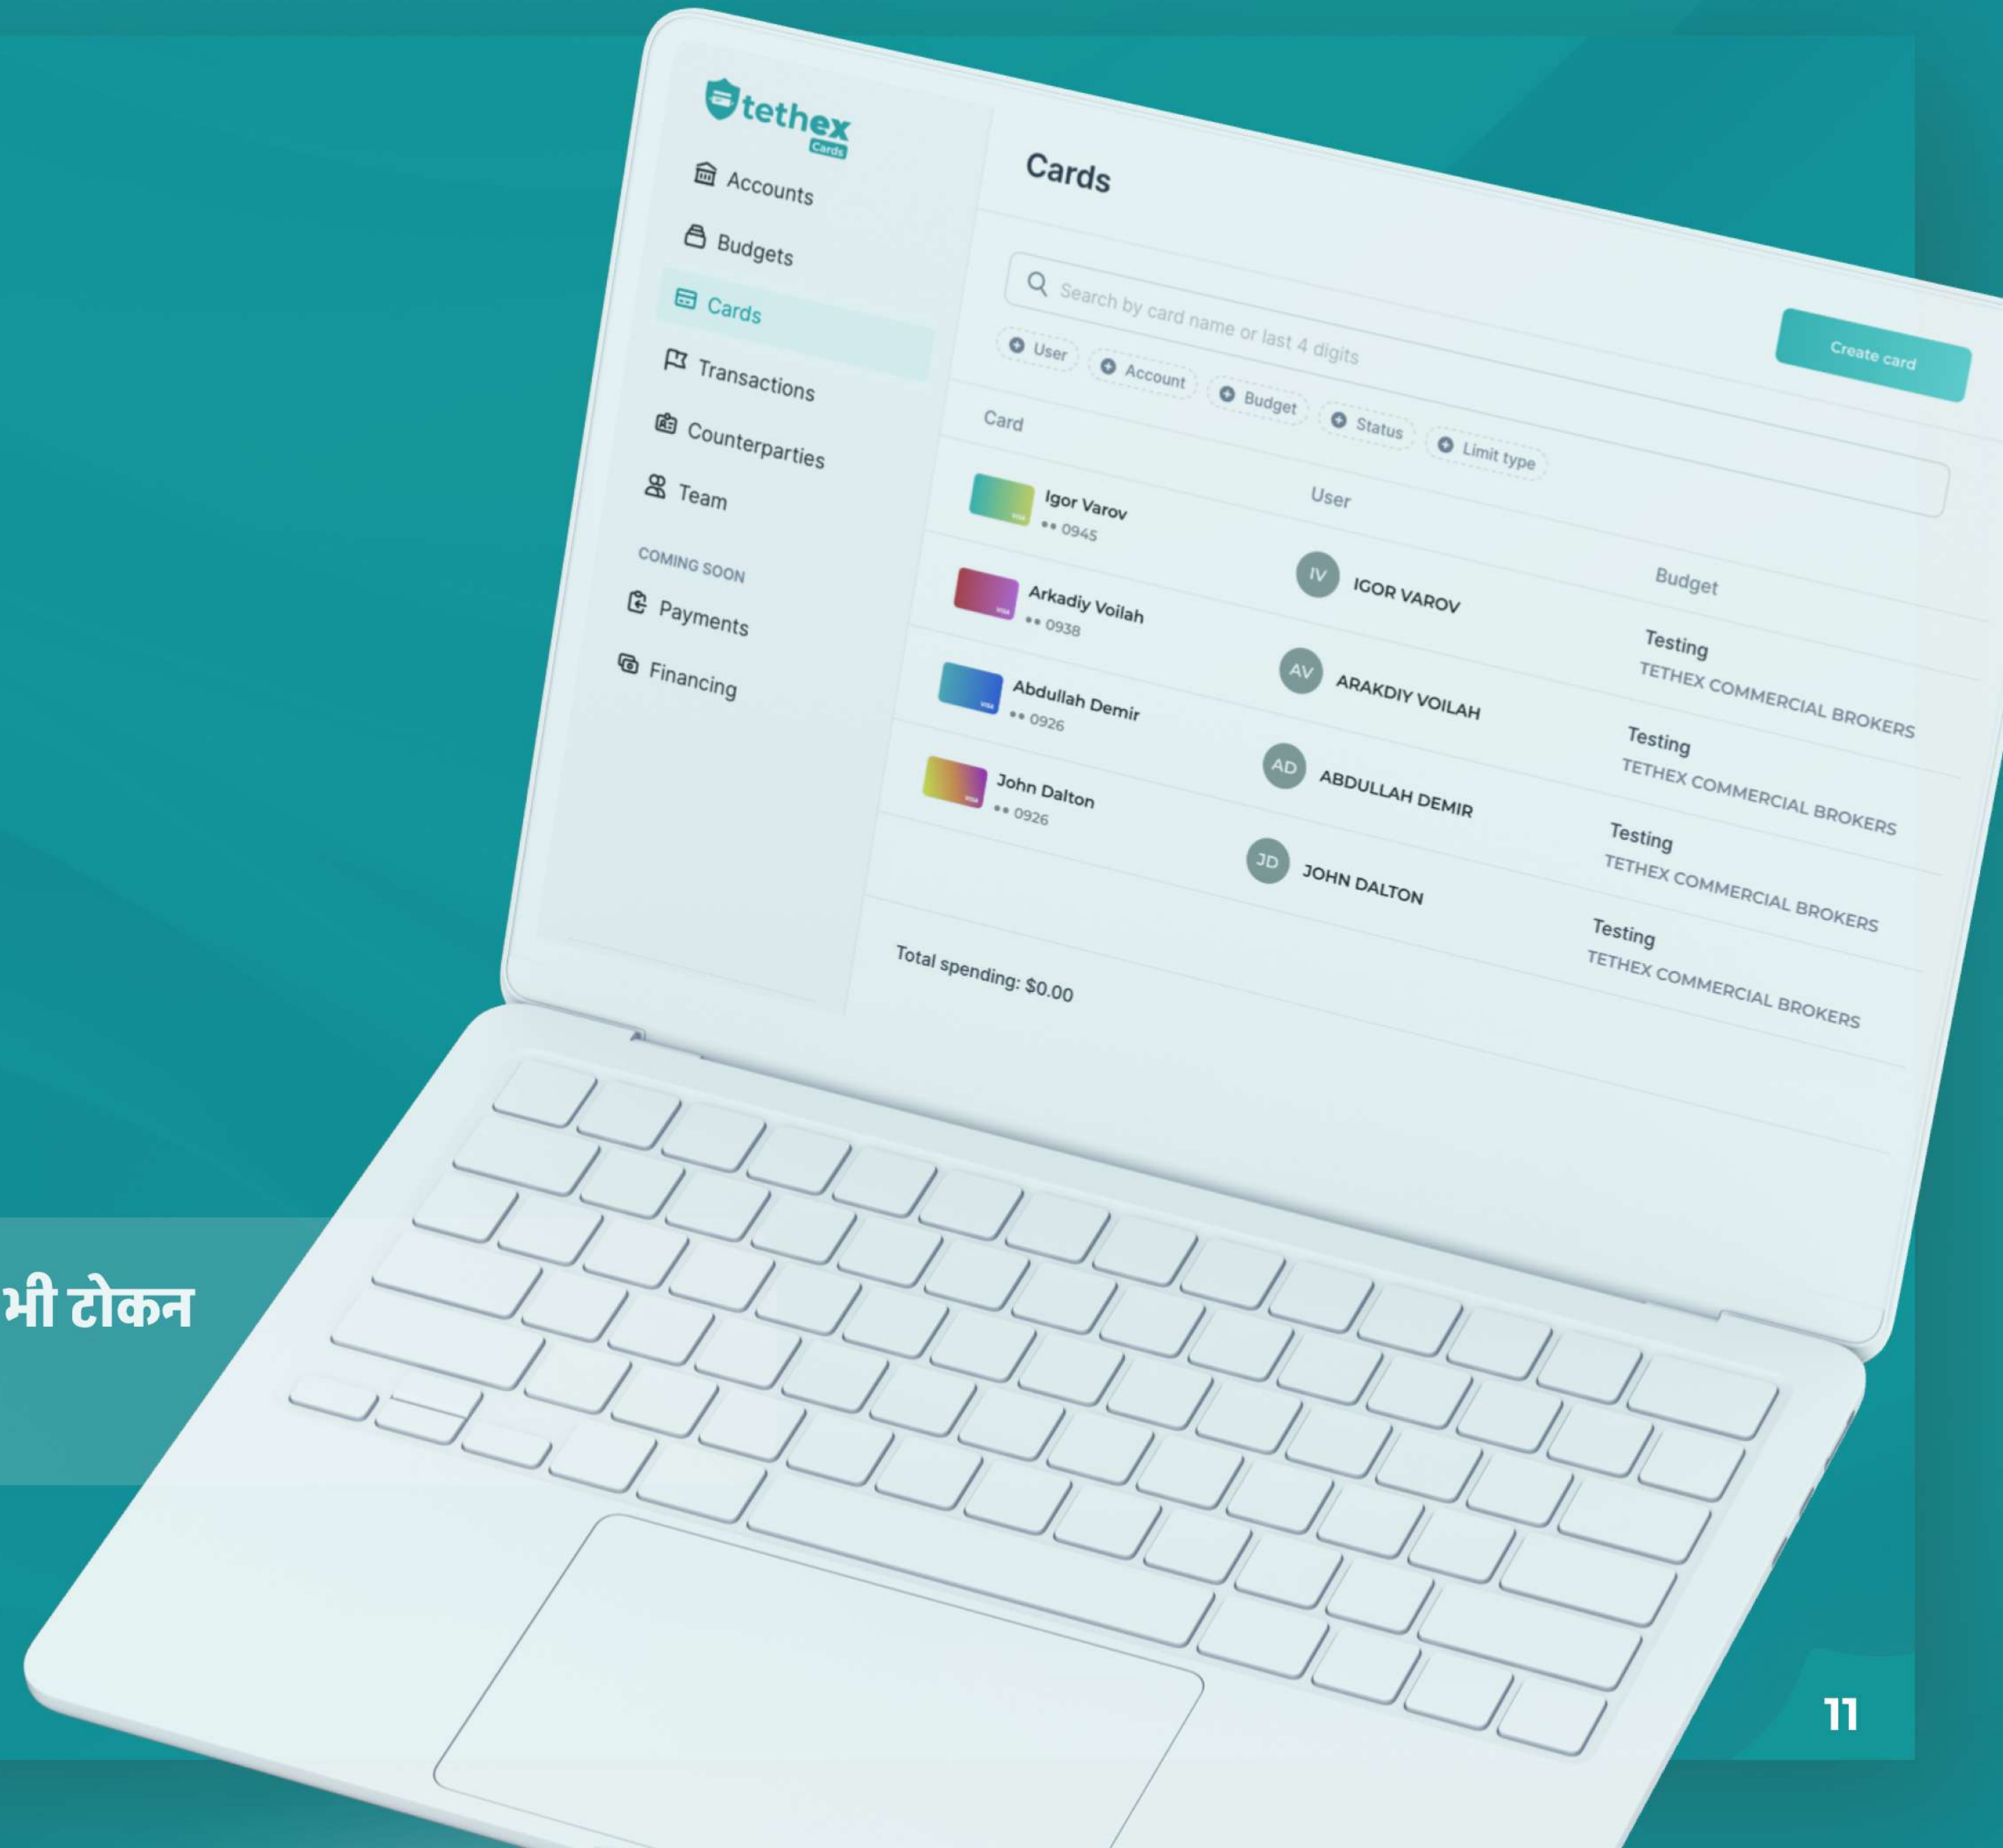 tethex
Cards
Accounts
Budgets
Cards
Transactions
Counterparties
Team
COMING SOON
Payments
Financing
Cards
Create card
Search by card name or last 4 digits
User
Account
Budget
Status
Limit type
Card
User
Budget
Igor Varov
•• 0945
IV
IGOR VAROV
Testing
TETHEX COMMERCIAL BROKERS
Arkadiy Voilah
•• 0938
AV
ARAKDIY VOILAH
Testing
TETHEX COMMERCIAL BROKERS
Abdullah Demir
•• 0926
AD
ABDULLAH DEMIR
Testing
TETHEX COMMERCIAL BROKERS
John Dalton
•• 0926
JD
JOHN DALTON
Testing
TETHEX COMMERCIAL BROKERS
VISA
VISA
VISA
VISA
Total spending: $0.00
भी टोकन
11